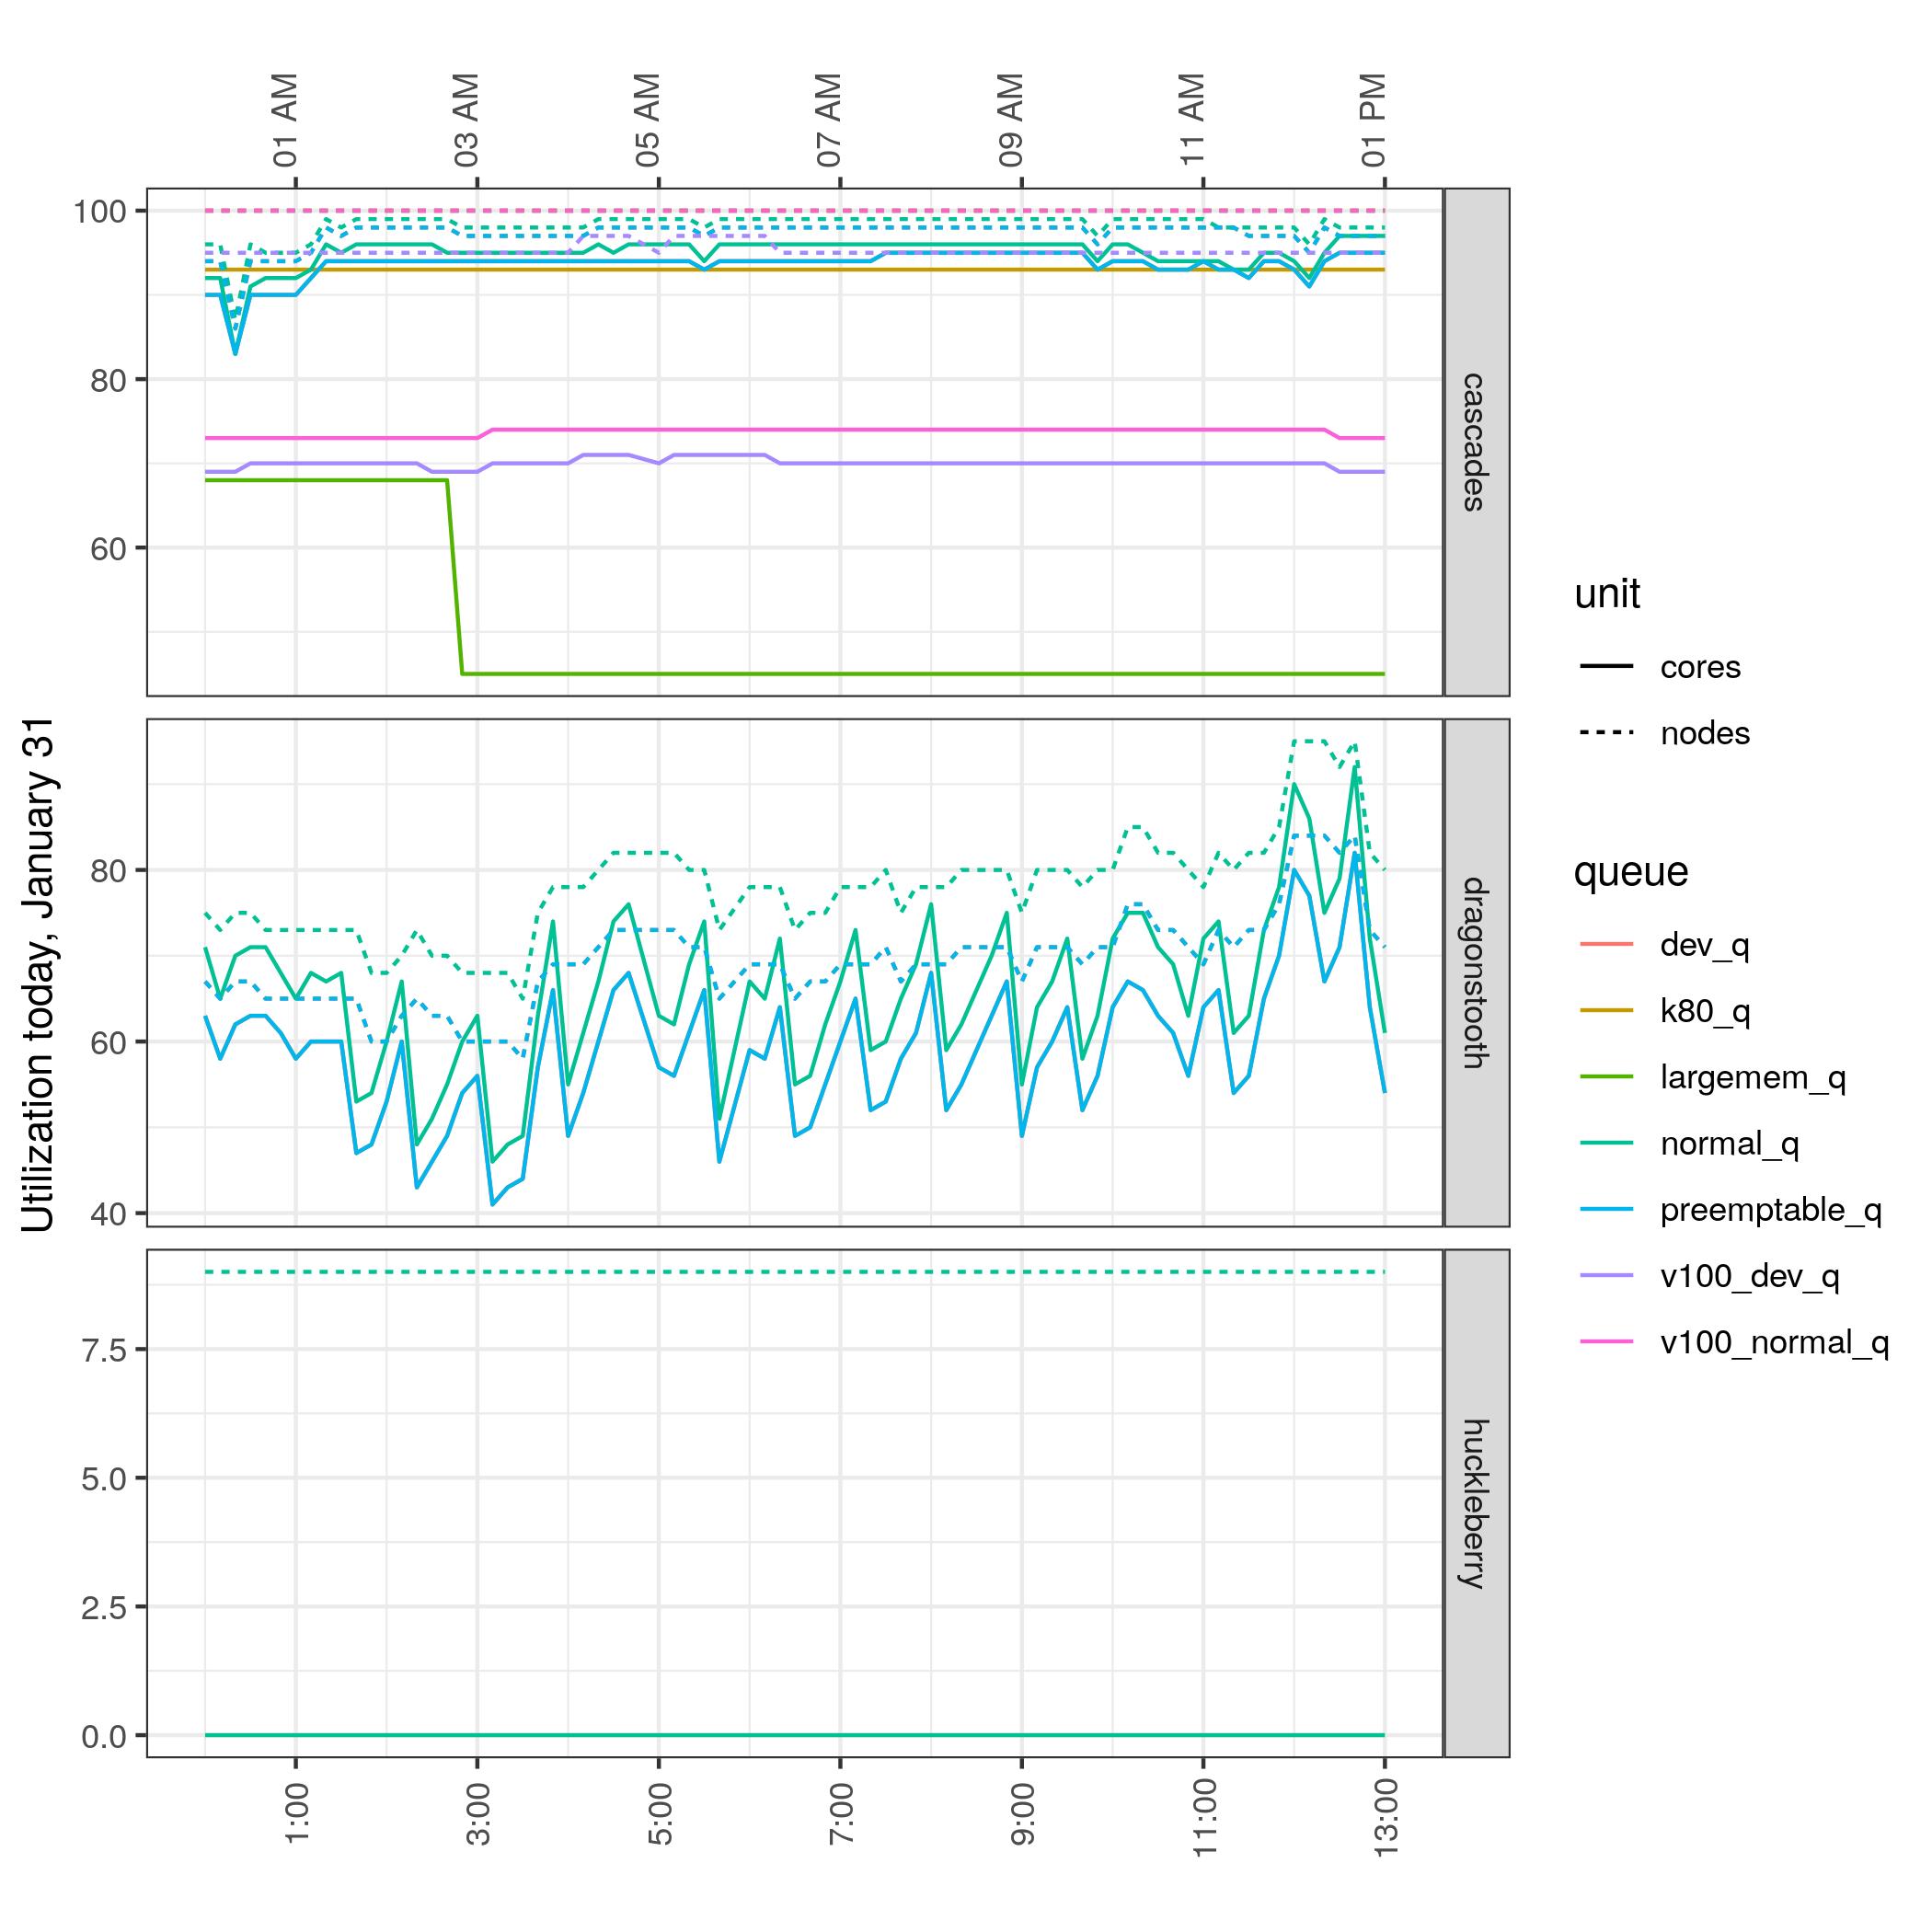 01 AM
03 AM
05 AM
07 AM
09 AM
11 AM
01 PM
Utilization today, January 31
100
80
60
cascades
80
60
40
dragonstooth
7.5
5.0
2.5
0.0
huckleberry
1:00
3:00
5:00
7:00
9:00
11:00
13:00
unit
cores
nodes
queue
dev_q
k80_q
largemem_q
normal_q
preemptable_q
v100_dev_q
v100_normal_q